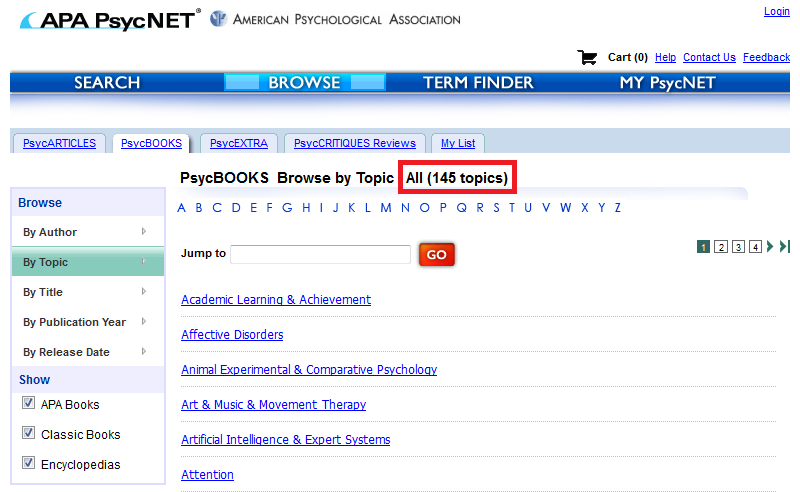 Login
APA PsycNET® AMERICAN PSYCHOLOGICAL ASSOCIATION
Cart (0) Help Contact Us Feedback
SEARCH BROWSE TERM FINDER MY PsycNET
PsycARTICLES PsycBOOKS PsycEXTRA PsycCRITIQUES Reviews My List
PsycBOOKS Browse by Topic All (145 topics)
A B C D E F G H I J K L M N O P Q R S T U V W X Y Z
Jump to GO 1 2 3 4
Browse
By Author
By Topic
By Title
By Publication Year
By Release Date
Show
APA Books
Classic Books
Encyclopedias
Academic Learning & Achievement
Affective Disorders
Animal Experimental & Comparative Psychology
Art & Music & Movement Therapy
Artificial Intelligence & Expert Systems
Attention